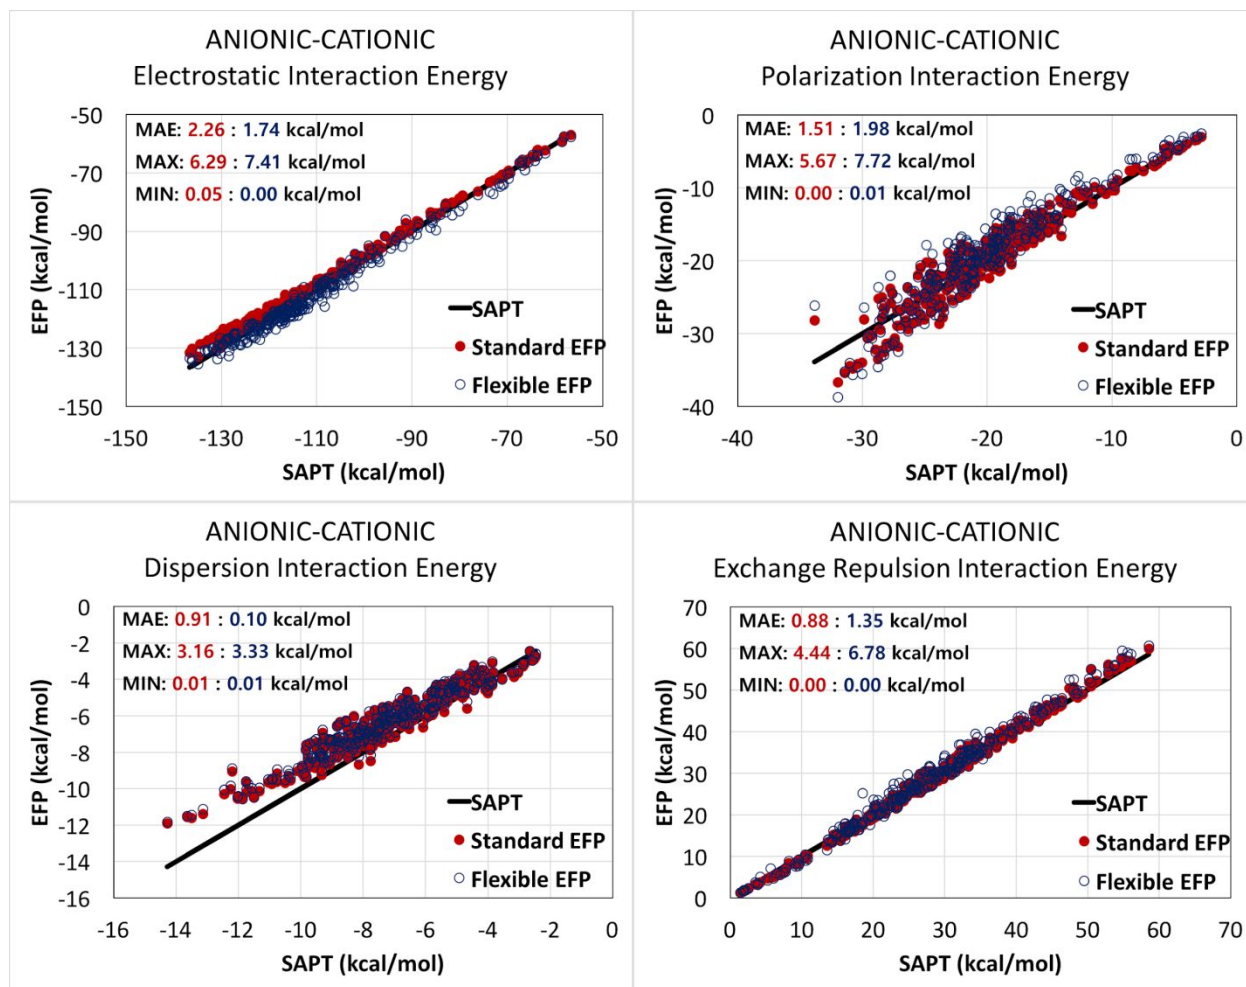 ANIONIC-CATIONIC
Electrostatic Interaction Energy
MAE: 2.26 : 1.74 kcal/mol
MAX: 6.29 : 7.41 kcal/mol
MIN: 0.05 : 0.00 kcal/mol
-50
-70
-90
-110
-130
-150
EFP (kcal/mol)
SAPT
Standard EFP
Flexible EFP
-150 -130 -110 -90 -70 -50
SAPT (kcal/mol)
ANIONIC-CATIONIC
Polarization Interaction Energy
MAE: 1.51 : 1.98 kcal/mol
MAX: 5.67 : 7.72 kcal/mol
MIN: 0.00 : 0.01 kcal/mol
0
-10
-20
-30
-40
EFP (kcal/mol)
SAPT
Standard EFP
Flexible EFP
-40 -30 -20 -10 0
SAPT (kcal/mol)
ANIONIC-CATIONIC
Dispersion Interaction Energy
MAE: 0.91 : 0.10 kcal/mol
MAX: 3.16 : 3.33 kcal/mol
MIN: 0.01 : 0.01 kcal/mol
0
-2
-4
-6
-8
-10
-12
-14
-16
EFP (kcal/mol)
SAPT
Standard EFP
Flexible EFP
-16 -14 -12 -10 -8 -6 -4 -2 0
SAPT (kcal/mol)
ANIONIC-CATIONIC
Exchange Repulsion Interaction Energy
MAE: 0.88 : 1.35 kcal/mol
MAX: 4.44 : 6.78 kcal/mol
MIN: 0.00 : 0.00 kcal/mol
70
60
50
40
30
20
10
0
EFP (kcal/mol)
SAPT
Standard EFP
Flexible EFP
0 10 20 30 40 50 60 70
SAPT (kcal/mol)